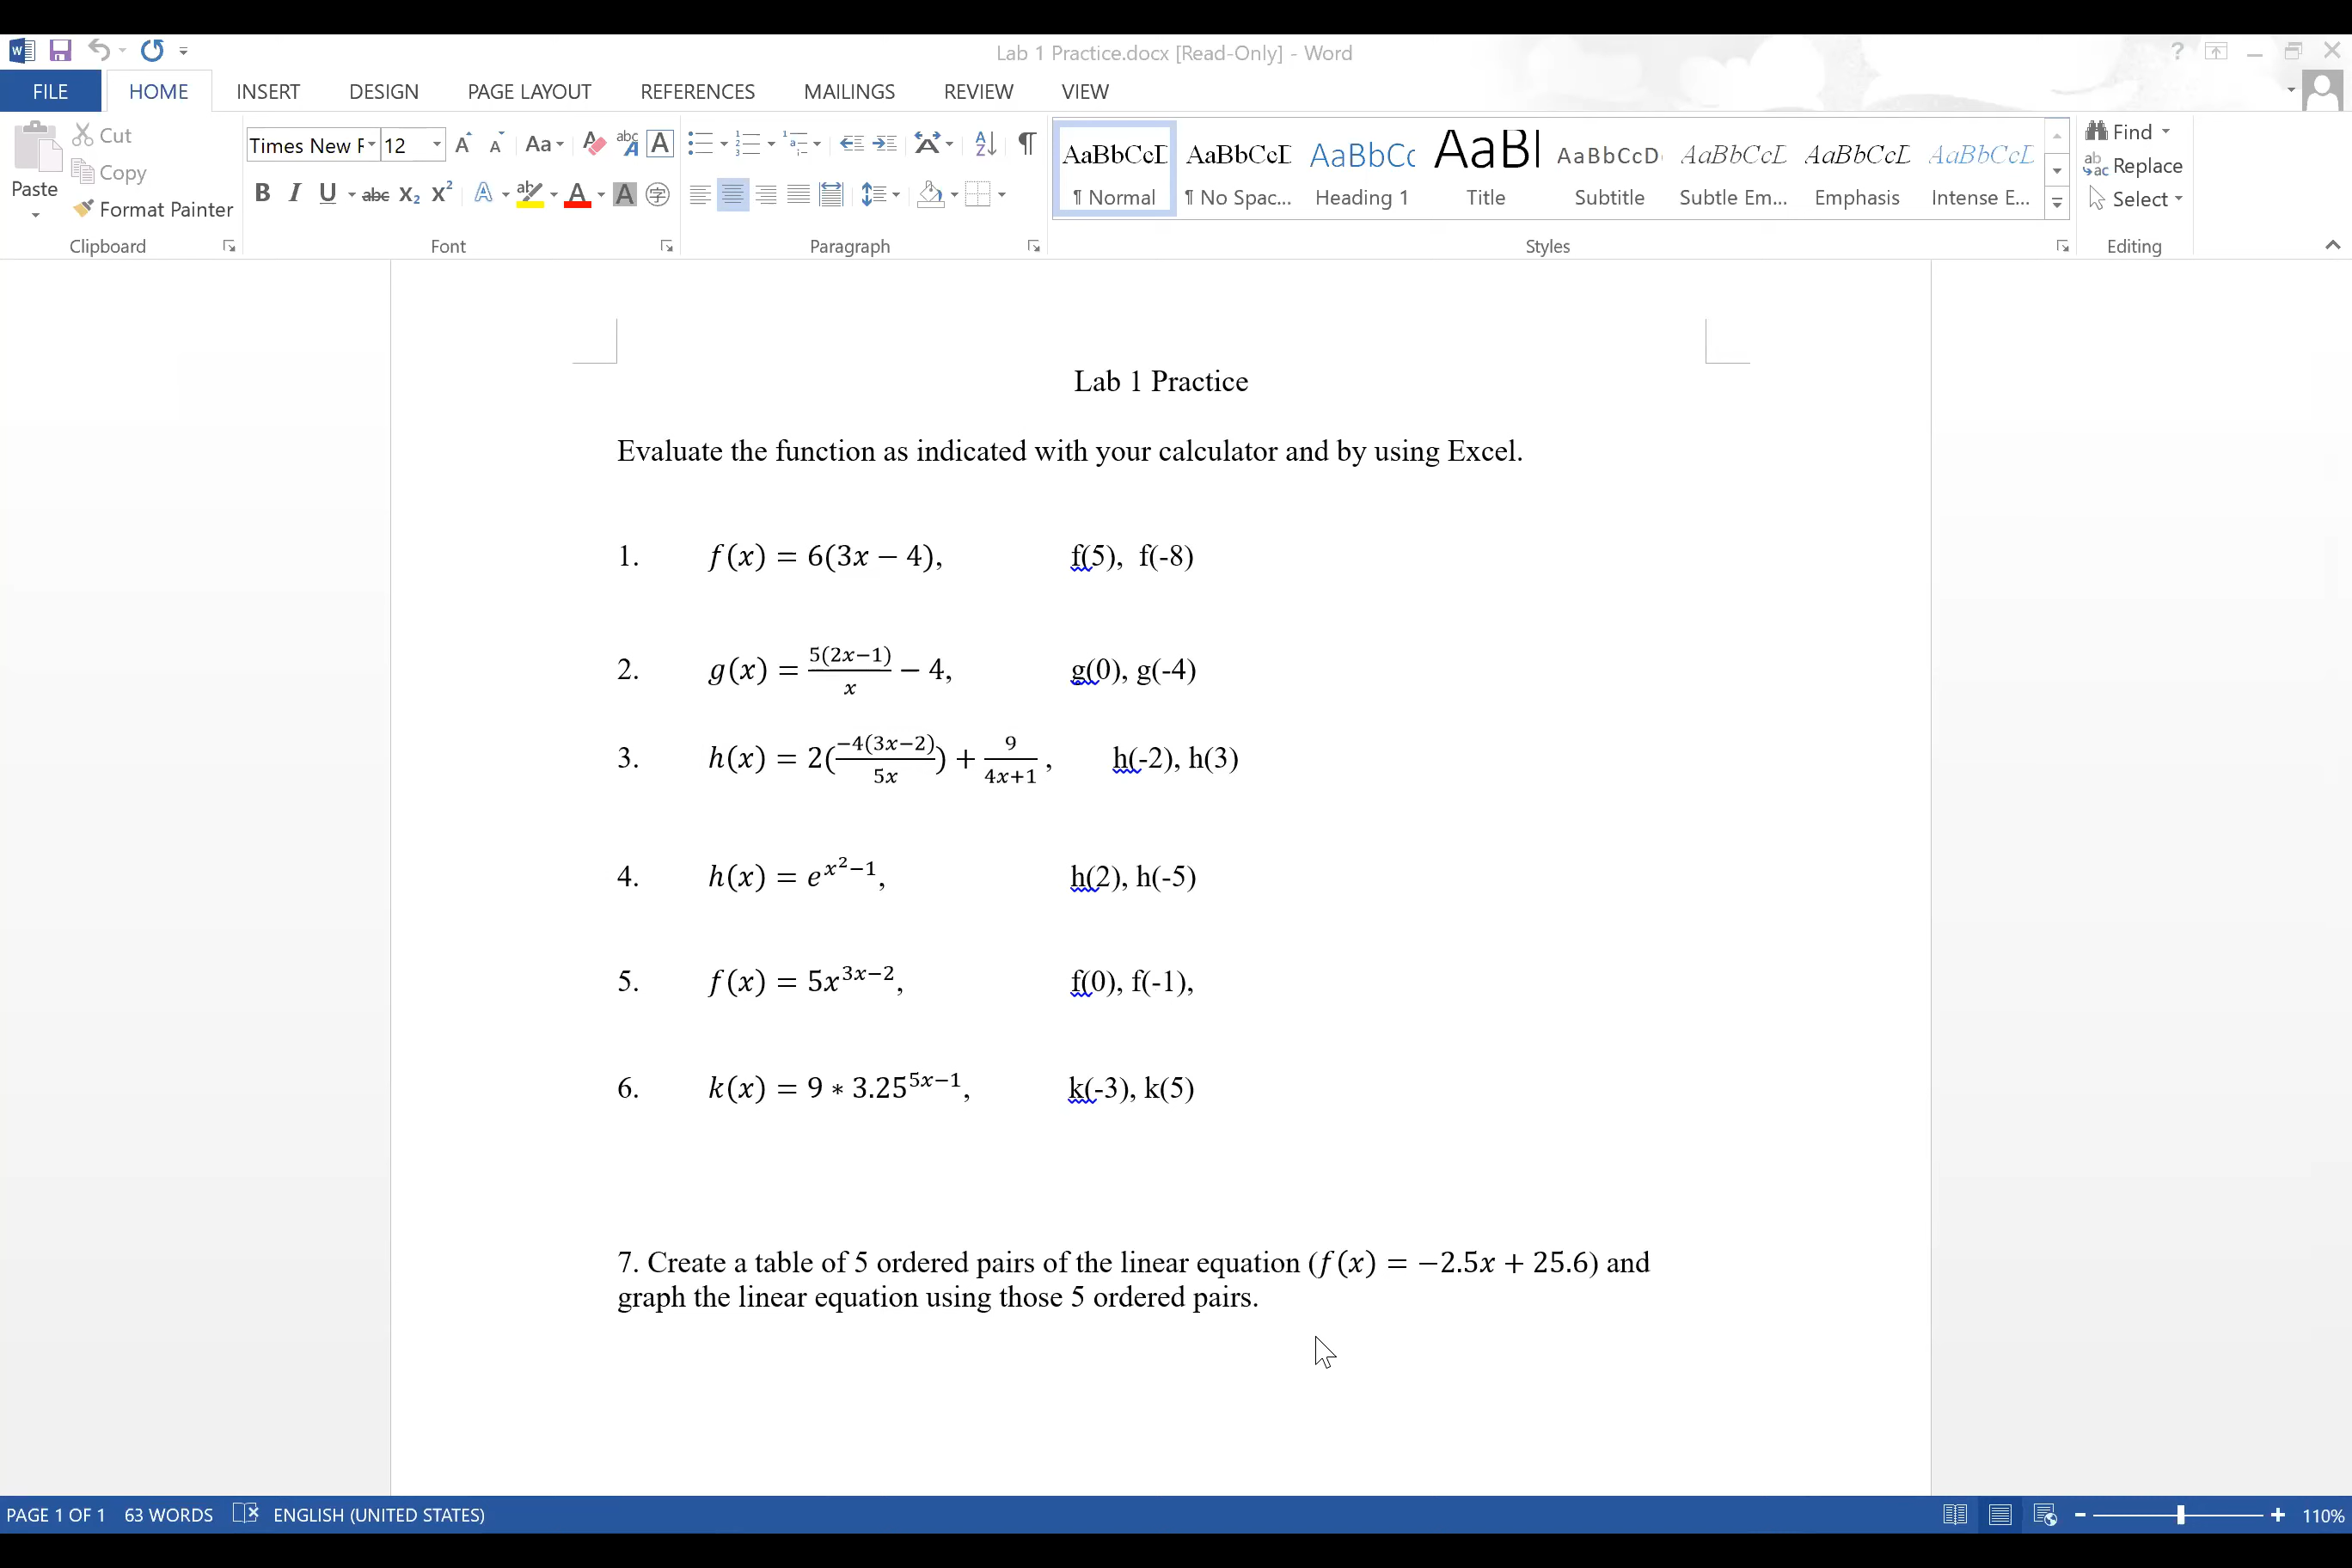 Lab 1 Practice.docx [Read-Only] - Word
FILE HOME INSERT DESIGN PAGE LAYOUT REFERENCES MAILINGS REVIEW VIEW
Paste
Cut
Copy
Format Painter
Clipboard
Times New F 12
Font
Paragraph
AaBbCcD AaBbCcD AaBbCc AaBl AaBbCcD AaBbCcD AaBbCcD AaBbCcD
¶ Normal ¶ No Spac... Heading 1 Title Subtitle Subtle Em... Emphasis Intense E...
Styles
Find
Replace
Select
Editing
Lab 1 Practice
Evaluate the function as indicated with your calculator and by using Excel.
1. f(x) = 6(3x − 4), f(5), f(-8)
2. g(x) = 5(2x−1)/x − 4, g(0), g(-4)
3. h(x) = 2(−4(3x−2)/5x) + 9/4x+1 , h(-2), h(3)
4. h(x) = e^x²−1, h(2), h(-5)
5. f(x) = 5x^3x−2, f(0), f(-1),
6. k(x) = 9 ∗ 3.25^5x−1, k(-3), k(5)
7. Create a table of 5 ordered pairs of the linear equation (f(x) = −2.5x + 25.6) and
graph the linear equation using those 5 ordered pairs.
PAGE 1 OF 1 63 WORDS ENGLISH (UNITED STATES) 110%